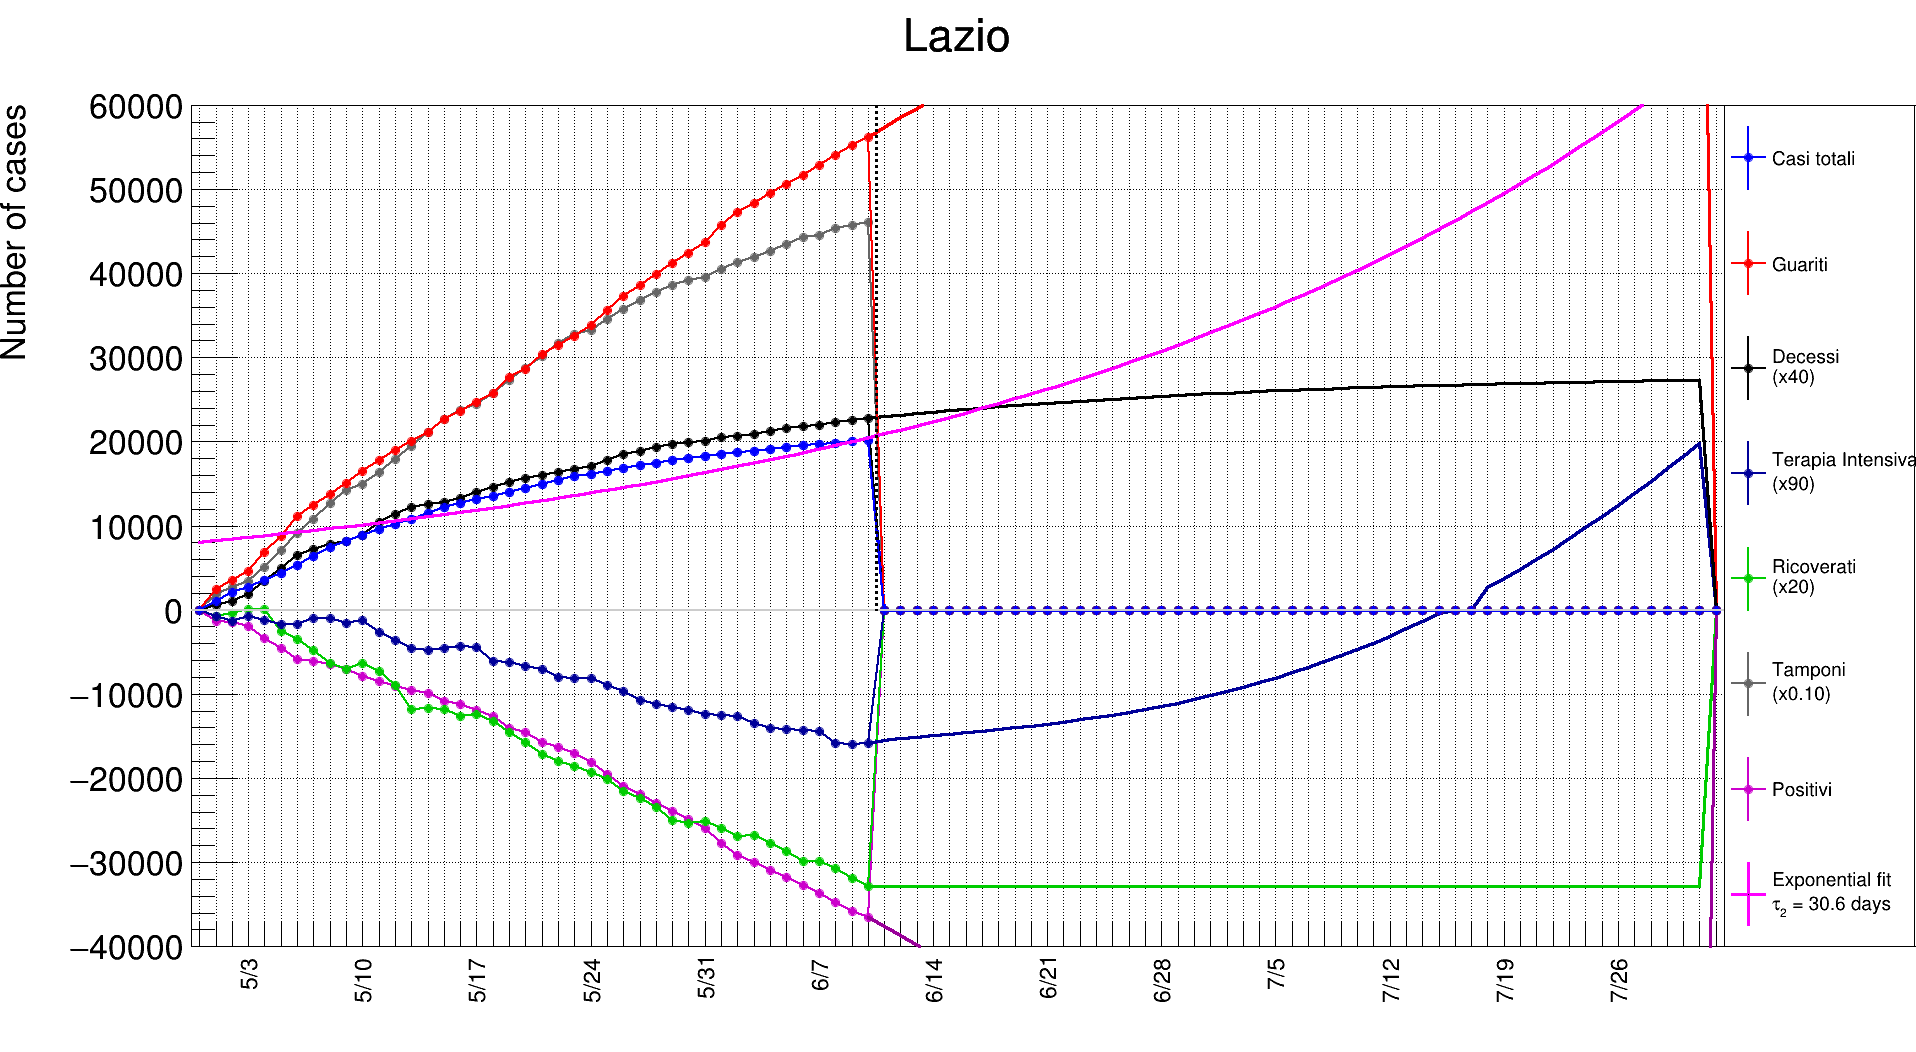 Lazio
Number of cases
60000
50000
40000
30000
20000
10000
0
−10000
−20000
−30000
−40000
5/3
5/10
5/17
5/24
5/31
6/7
6/14
6/21
6/28
7/5
7/12
7/19
7/26
Casi totali
Guariti
Decessi
(x40)
Terapia Intensiva
(x90)
Ricoverati
(x20)
Tamponi
(x0.10)
Positivi
Exponential fit
τ2 = 30.6 days